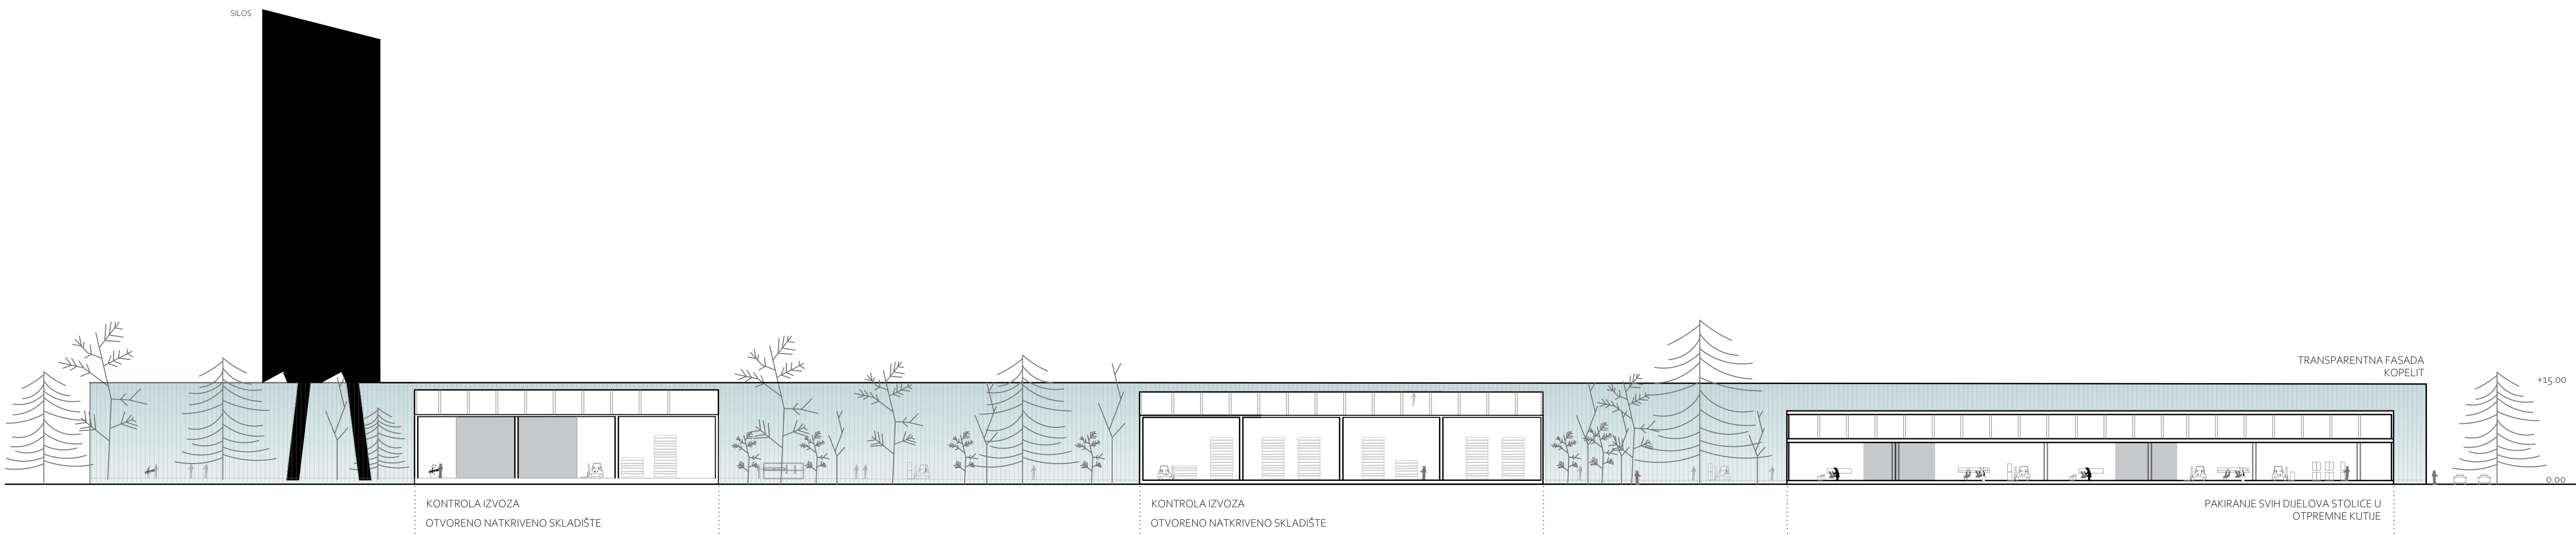 SILOS
TRANSPARENTNA FASADA
KOPELIT
+15.00
0.00
KONTROLA IZVOZA
OTVORENO NATKRIVENO SKLADIŠTE
KONTROLA IZVOZA
OTVORENO NATKRIVENO SKLADIŠTE
PAKIRANJE SVIH DIJELOVA STOLICE U
OTPREMNE KUTIJE